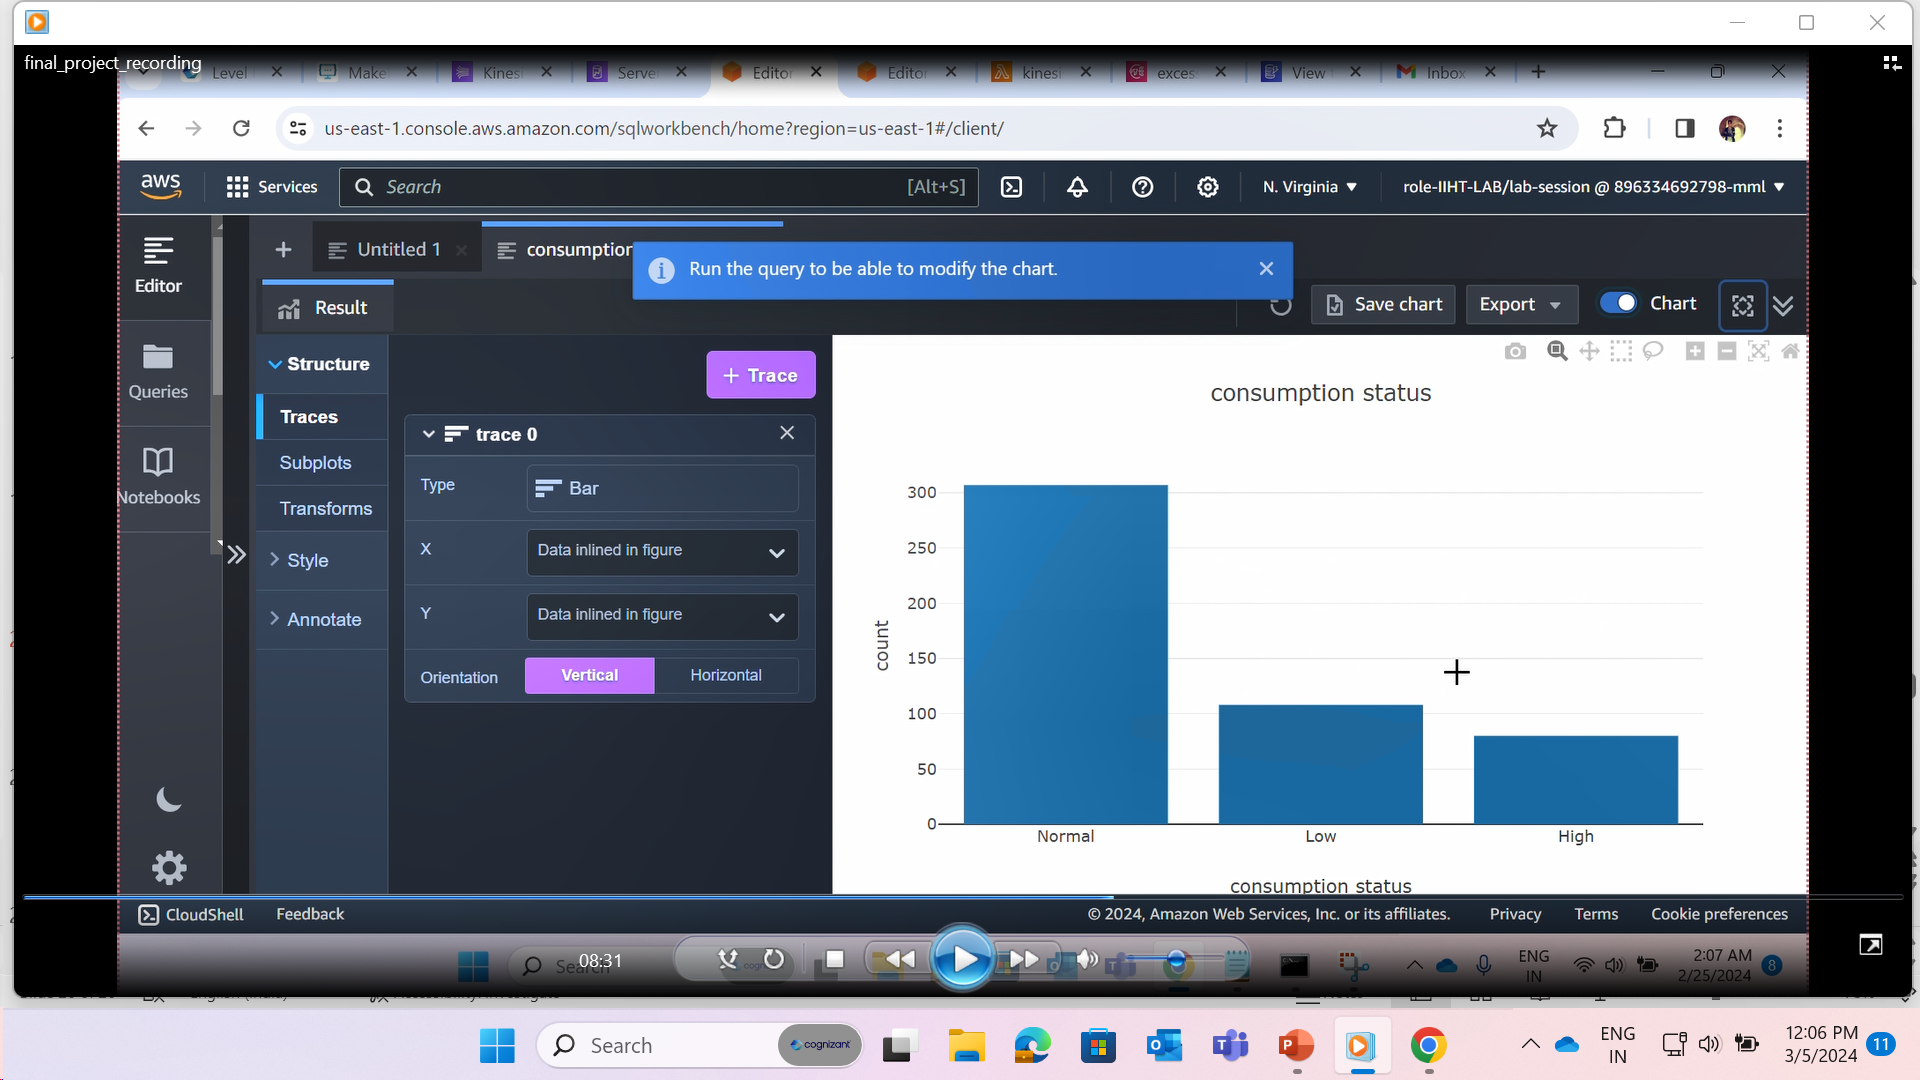 final_project_recording
Level
Make
Kines
Serve
Editor
Editor
kinesi
exces
View
Inbox
us-east-1.console.aws.amazon.com/sqlworkbench/home?region=us-east-1#/client/
aws
Services
Search
[Alt+S]
N. Virginia
role-IIHT-LAB/lab-session @ 896334692798-mml
Editor
Queries
Notebooks
Untitled 1
consumption
Run the query to be able to modify the chart.
Result
Save chart
Export
Chart
Structure
Traces
Subplots
Transforms
Style
Annotate
+ Trace
trace 0
Type
Bar
X
Data inlined in figure
Y
Data inlined in figure
Orientation
Vertical
Horizontal
consumption status
300
250
200
150
100
50
0
count
Normal
Low
High
consumption status
CloudShell
Feedback
© 2024, Amazon Web Services, Inc. or its affiliates.
Privacy
Terms
Cookie preferences
08:31
Search
ENG
IN
2:07 AM
2/25/2024
8
Search
cognizant
ENG
IN
12:06 PM
3/5/2024
11